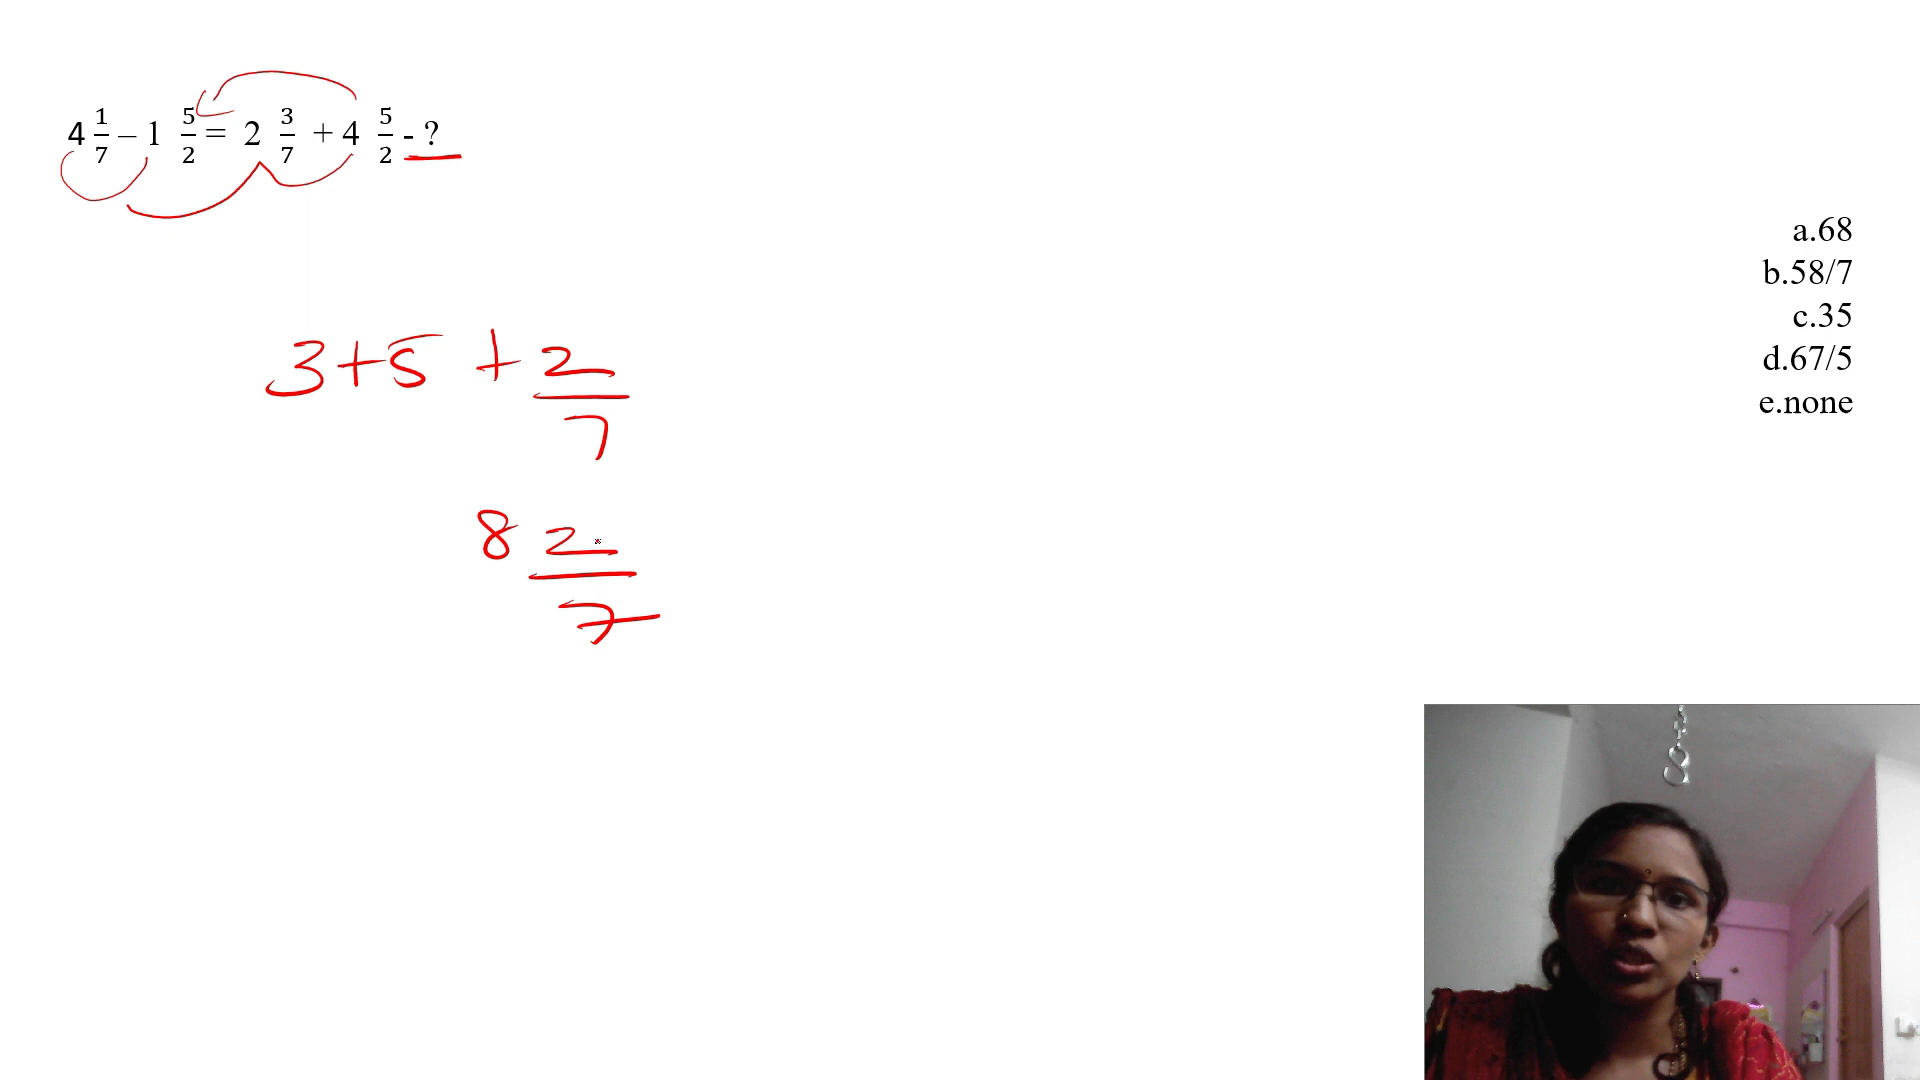 4 1/7 – 1 5/2 = 2 3/7 + 4 5/2 - ?
a.68
b.58/7
c.35
d.67/5
e.none
3+5 + 2/7
8 2/7